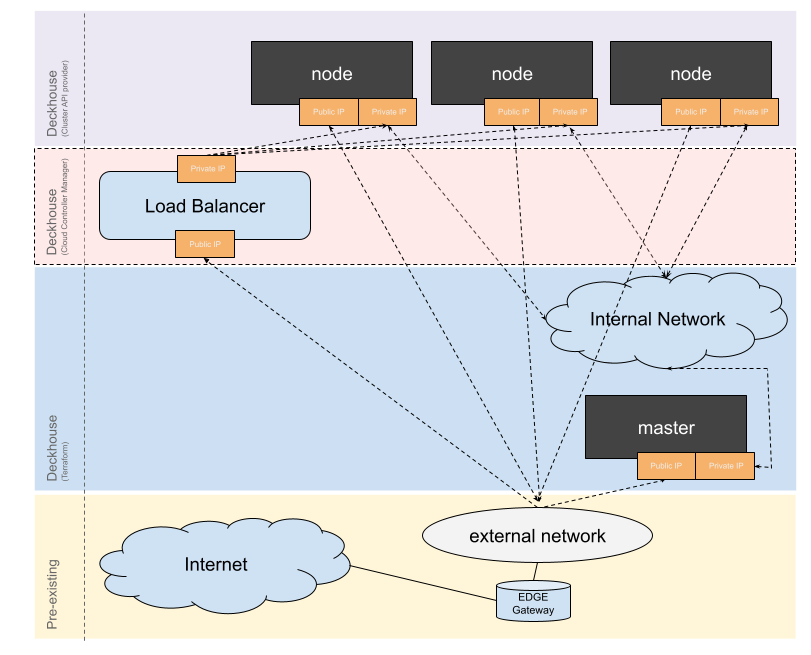 Deckhouse
(Cluster API provider)
node
node
node
Public IP
Private IP
Public IP
Private IP
Public IP
Private IP
Deckhouse
(Cloud Controller Manager)
Private IP
Load Balancer
Public IP
Deckhouse
(Terraform)
Internal Network
master
Public IP
Private IP
Pre-existing
Internet
external network
EDGE
Gateway